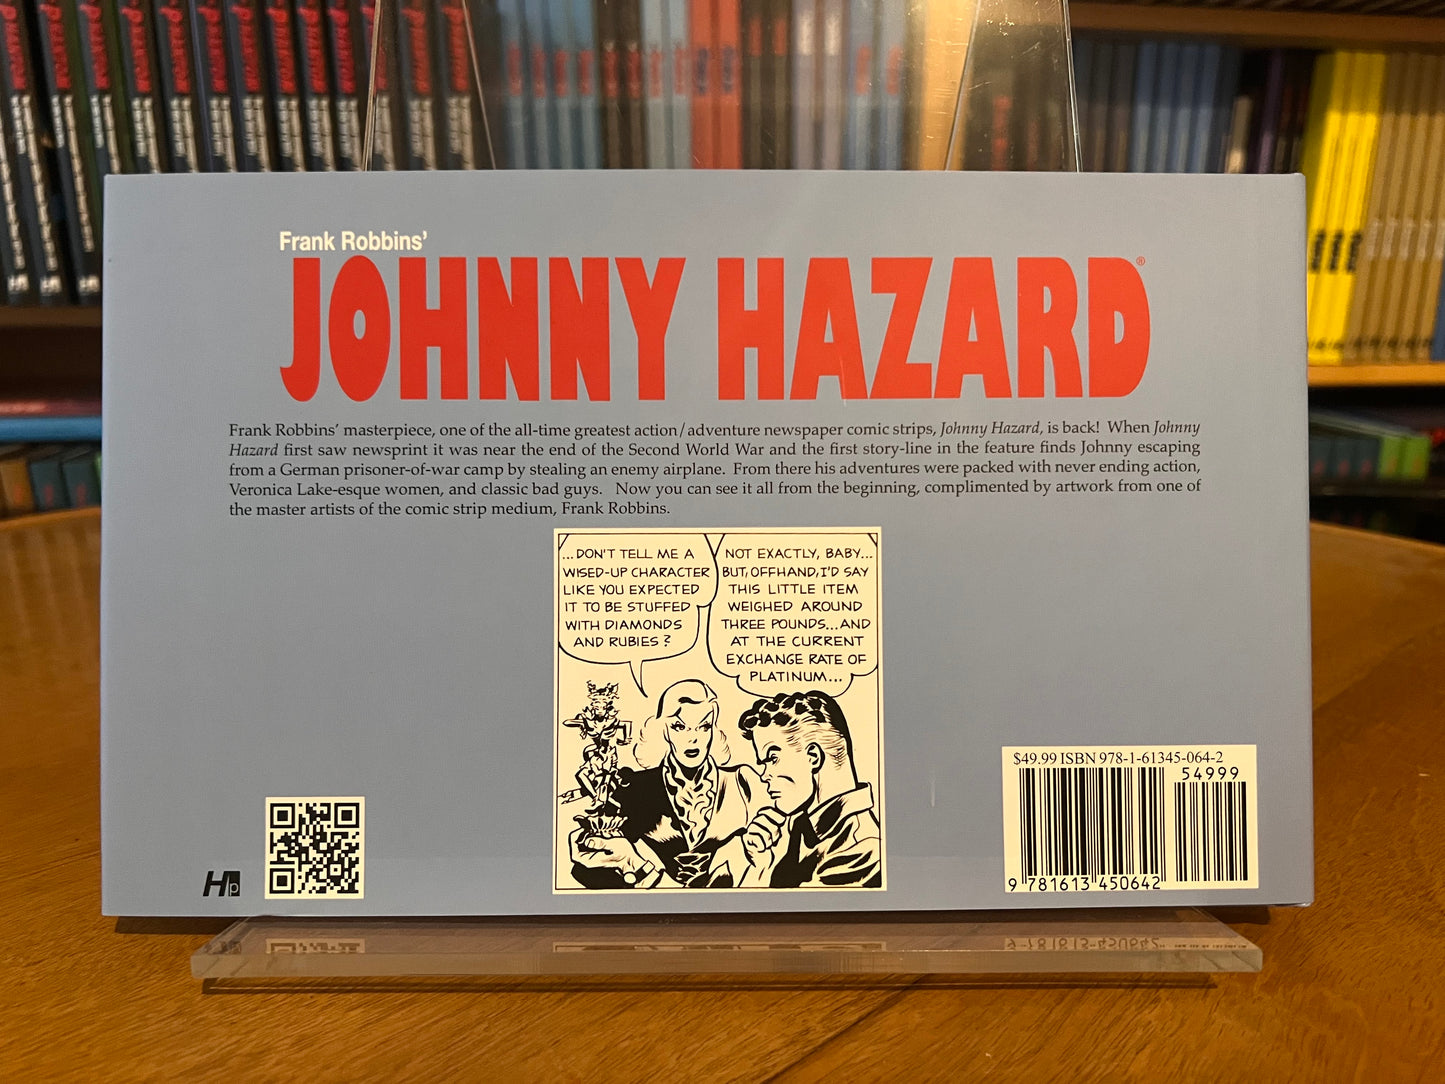 Frank Robbins'
JOHNNY HAZARD®
Frank Robbins' masterpiece, one of the all-time greatest action/adventure newspaper comic strips, Johnny Hazard, is back! When Johnny
Hazard first saw newsprint it was near the end of the Second World War and the first story-line in the feature finds Johnny escaping
from a German prisoner-of-war camp by stealing an enemy airplane. From there his adventures were packed with never ending action,
Veronica Lake-esque women, and classic bad guys. Now you can see it all from the beginning, complimented by artwork from one of
the master artists of the comic strip medium, Frank Robbins.
...DON'T TELL ME A
WISED-UP CHARACTER
LIKE YOU EXPECTED
IT TO BE STUFFED
WITH DIAMONDS
AND RUBIES?
NOT EXACTLY, BABY...
BUT, OFFHAND, I'D SAY
THIS LITTLE ITEM
WEIGHED AROUND
THREE POUNDS...AND
AT THE CURRENT
EXCHANGE RATE OF
PLATINUM...
$49.99 ISBN 978-1-61345-064-2
54999
9 781613 450642
Hp